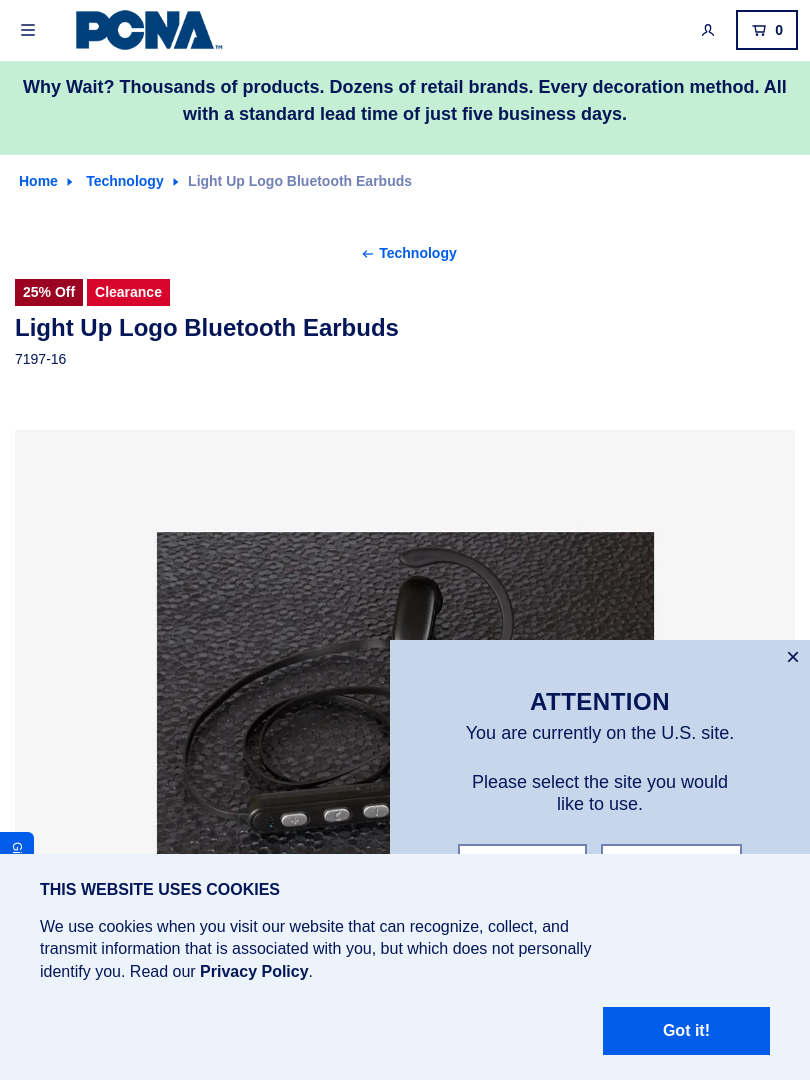 PCNA™
0
Why Wait? Thousands of products. Dozens of retail brands. Every decoration method. All
with a standard lead time of just five business days.
Home Technology Light Up Logo Bluetooth Earbuds
Technology
25% Off Clearance
Light Up Logo Bluetooth Earbuds
7197-16
ATTENTION
You are currently on the U.S. site.
Please select the site you would
like to use.
THIS WEBSITE USES COOKIES
We use cookies when you visit our website that can recognize, collect, and
transmit information that is associated with you, but which does not personally
identify you. Read our Privacy Policy.
Got it!